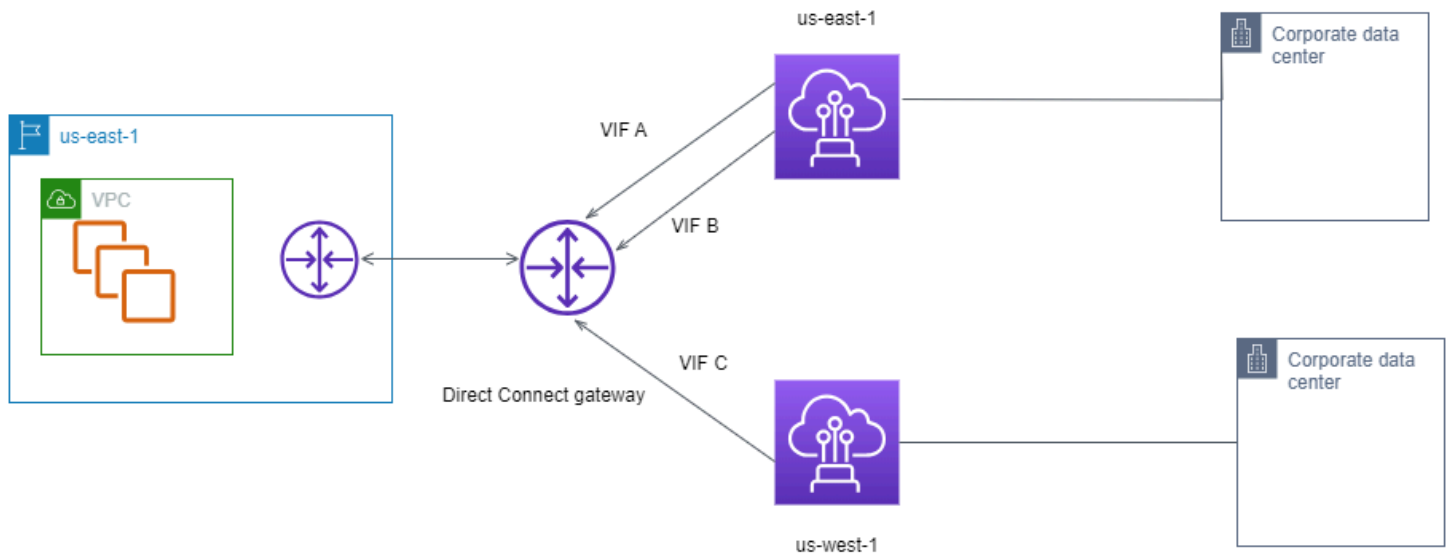 us-east-1
Corporate data
center
us-east-1
VIF A
VPC
VIF B
VIF C
Corporate data
center
Direct Connect gateway
us-west-1